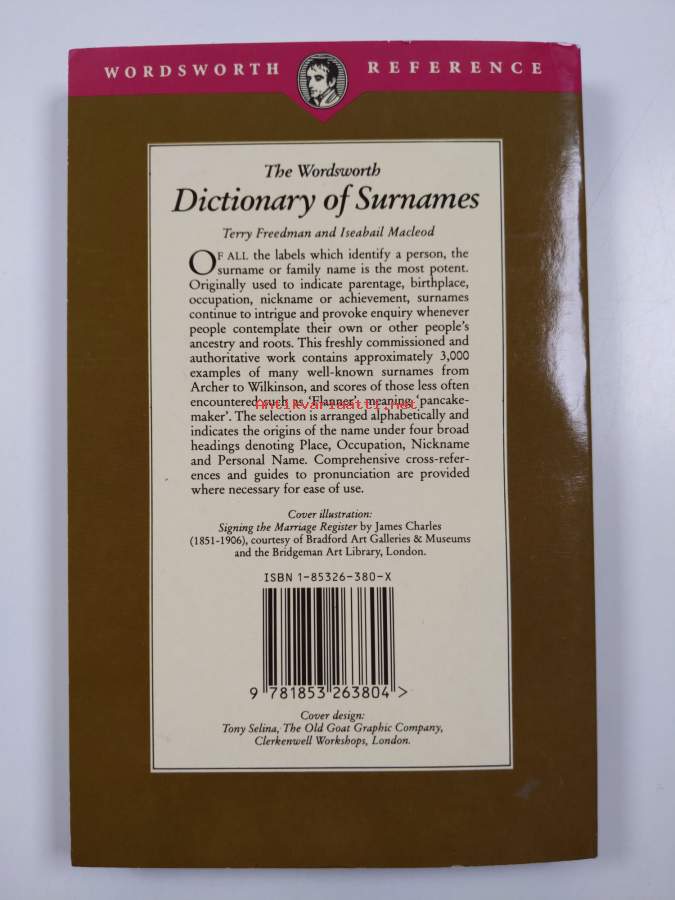 WORDSWORTH REFERENCE
The Wordsworth
Dictionary of Surnames
Terry Freedman and Iseabail Macleod
OF ALL the labels which identify a person, the
surname or family name is the most potent.
Originally used to indicate parentage, birthplace,
occupation, nickname or achievement, surnames
continue to intrigue and provoke enquiry whenever
people contemplate their own or other people's
ancestry and roots. This freshly commissioned and
authoritative work contains approximately 3,000
examples of many well-known surnames from
Archer to Wilkinson, and scores of those less often
encountered such as 'Flanner', meaning 'pancake-
Antikvariaatti.net
maker'. The selection is arranged alphabetically and
indicates the origins of the name under four broad
headings denoting Place, Occupation, Nickname
and Personal Name. Comprehensive cross-refer-
ences and guides to pronunciation are provided
where necessary for ease of use.
Cover illustration:
Signing the Marriage Register by James Charles
(1851-1906), courtesy of Bradford Art Galleries & Museums
and the Bridgeman Art Library, London.
ISBN 1-85326-380-X
9 781853 263804 >
Cover design:
Tony Selina, The Old Goat Graphic Company,
Clerkenwell Workshops, London.